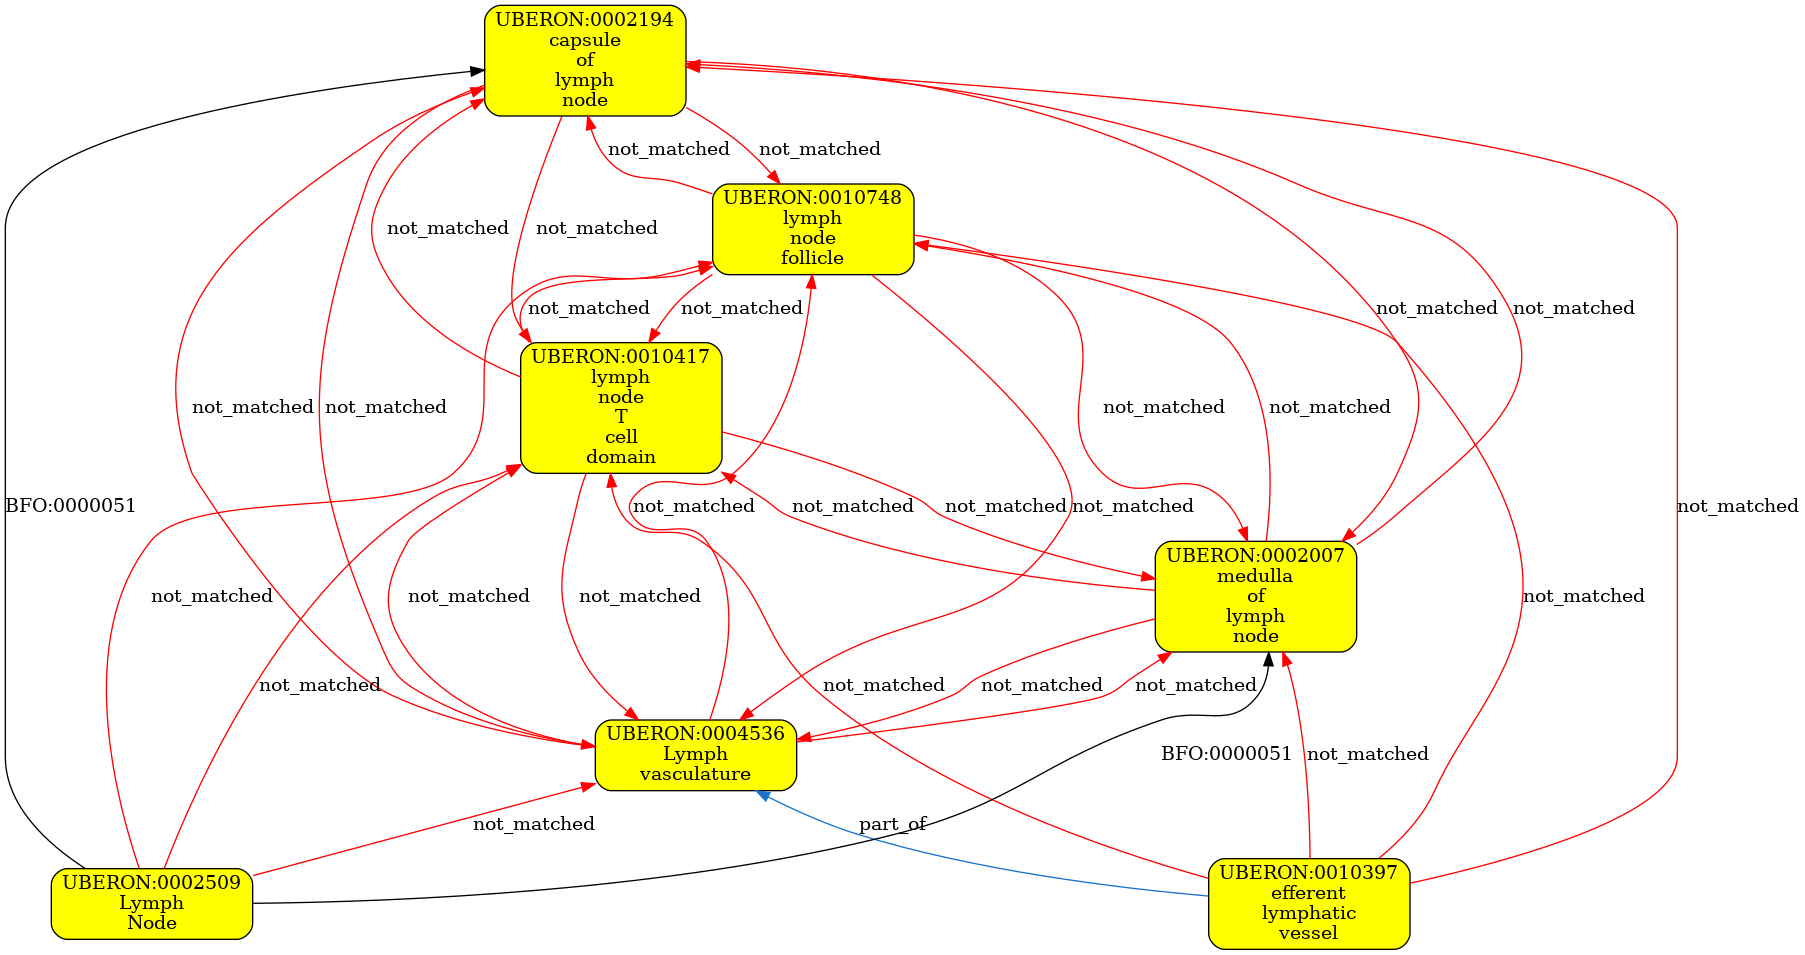 UBERON:0002194
capsule
of
lymph
node
not_matched
not_matched
UBERON:0010748
lymph
node
follicle
not_matched
not_matched
not_matched
not_matched
not_matched
not_matched
UBERON:0010417
lymph
node
T
cell
domain
not_matched
not_matched
not_matched
not_matched
BFO:0000051
not_matched
not_matched
not_matched
not_matched
not_matched
UBERON:0002007
medulla
of
lymph
node
not_matched
not_matched
not_matched
not_matched
not_matched
not_matched
not_matched
not_matched
UBERON:0004536
Lymph
vasculature
BFO:0000051
not_matched
not_matched
part_of
UBERON:0002509
Lymph
Node
UBERON:0010397
efferent
lymphatic
vessel